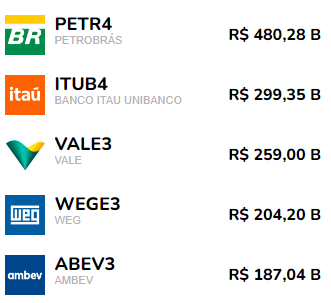 BR
PETR4
PETROBRÁS
R$ 480,28 B
itaú
ITUB4
BANCO ITAU UNIBANCO
R$ 299,35 B
VALE3
VALE
R$ 259,00 B
weg
WEGE3
WEG
R$ 204,20 B
ambev
ABEV3
AMBEV
R$ 187,04 B